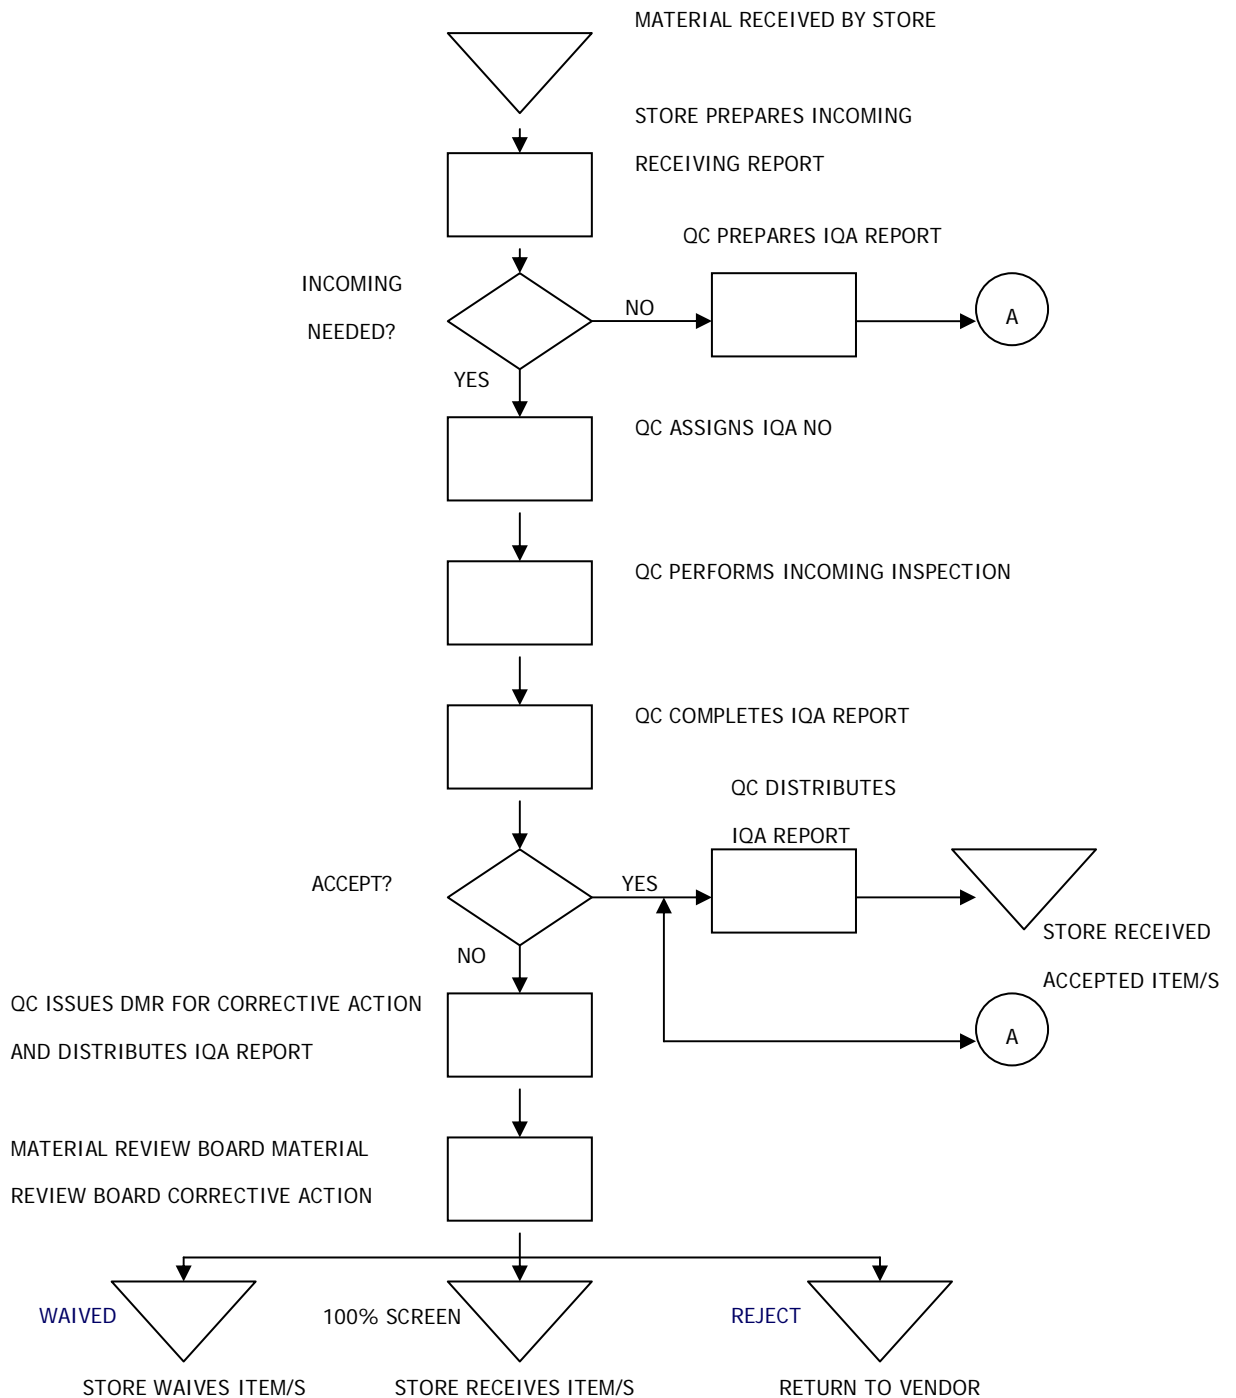 MATERIAL RECEIVED BY STORE
STORE PREPARES INCOMING
RECEIVING REPORT
QC PREPARES IQA REPORT
INCOMING
NEEDED?
NO
A
YES
QC ASSIGNS IQA NO
QC PERFORMS INCOMING INSPECTION
QC COMPLETES IQA REPORT
QC DISTRIBUTES
IQA REPORT
ACCEPT?
YES
STORE RECEIVED
ACCEPTED ITEM/S
NO
QC ISSUES DMR FOR CORRECTIVE ACTION
AND DISTRIBUTES IQA REPORT
A
MATERIAL REVIEW BOARD MATERIAL
REVIEW BOARD CORRECTIVE ACTION
WAIVED
100% SCREEN
REJECT
STORE WAIVES ITEM/S
STORE RECEIVES ITEM/S
RETURN TO VENDOR